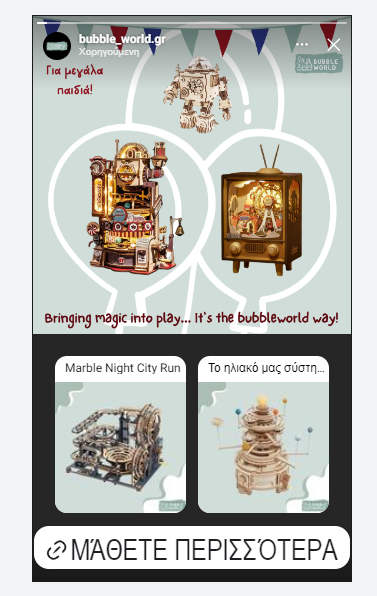 bubble_world.gr
Χορηγούμενη
BUBBLE
WORLD
Για μεγάλα
παιδιά!
Bringing magic into play... It's the bubbleworld way!
Marble Night City Run
Το ηλιακό μας σύστη...
ΜΆΘΕΤΕ ΠΕΡΙΣΣΌΤΕΡΑ